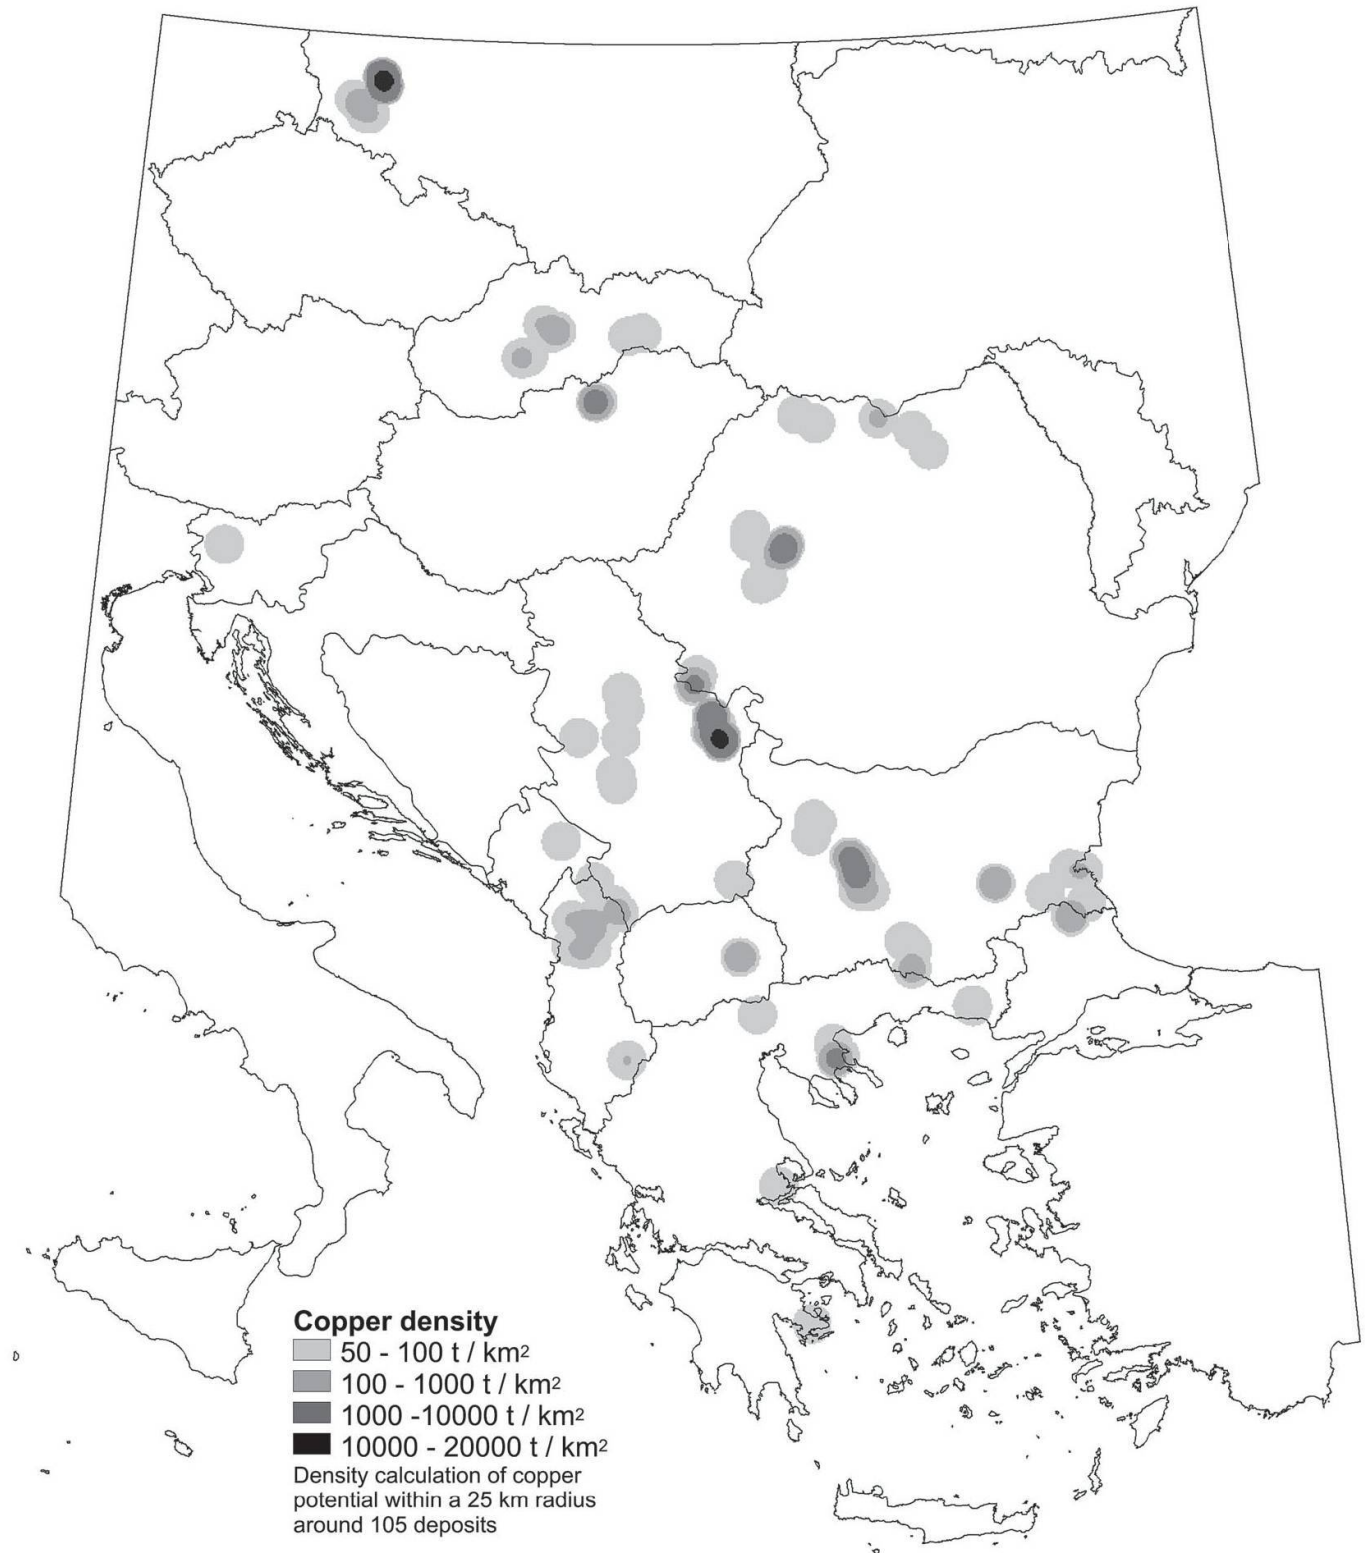 Copper density
50 - 100 t / km²
100 - 1000 t / km²
1000 -10000 t / km²
10000 - 20000 t / km²
Density calculation of copper
potential within a 25 km radius
around 105 deposits